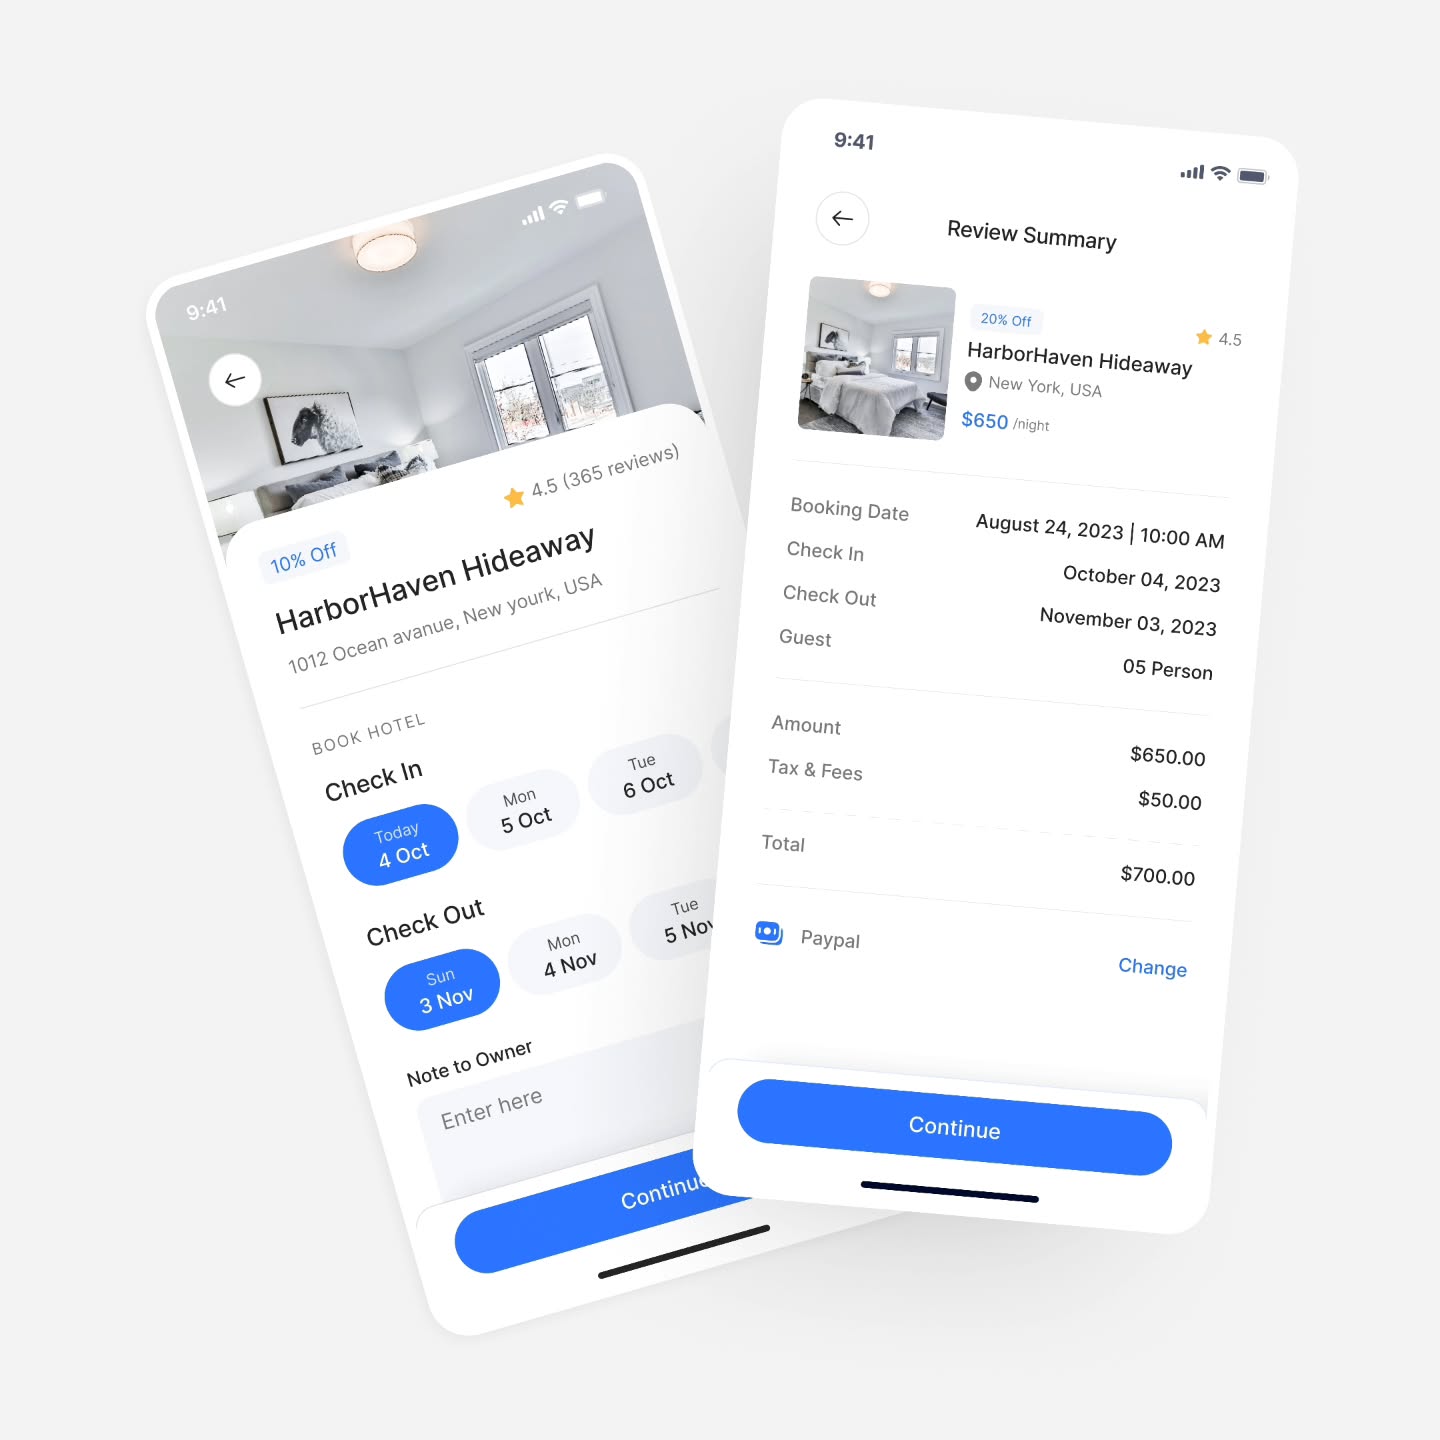 9:41
4.5 (365 reviews)
10% Off
HarborHaven Hideaway
1012 Ocean avanue, New yourk, USA
BOOK HOTEL
Check In
Today
4 Oct
Mon
5 Oct
Tue
6 Oct
Check Out
Sun
3 Nov
Mon
4 Nov
Tue
5 Nov
Note to Owner
Enter here
Continue
9:41
Review Summary
20% Off
4.5
HarborHaven Hideaway
New York, USA
$650 /night
Booking Date August 24, 2023 | 10:00 AM
Check In October 04, 2023
Check Out November 03, 2023
Guest 05 Person
Amount $650.00
Tax & Fees $50.00
Total $700.00
Paypal Change
Continue